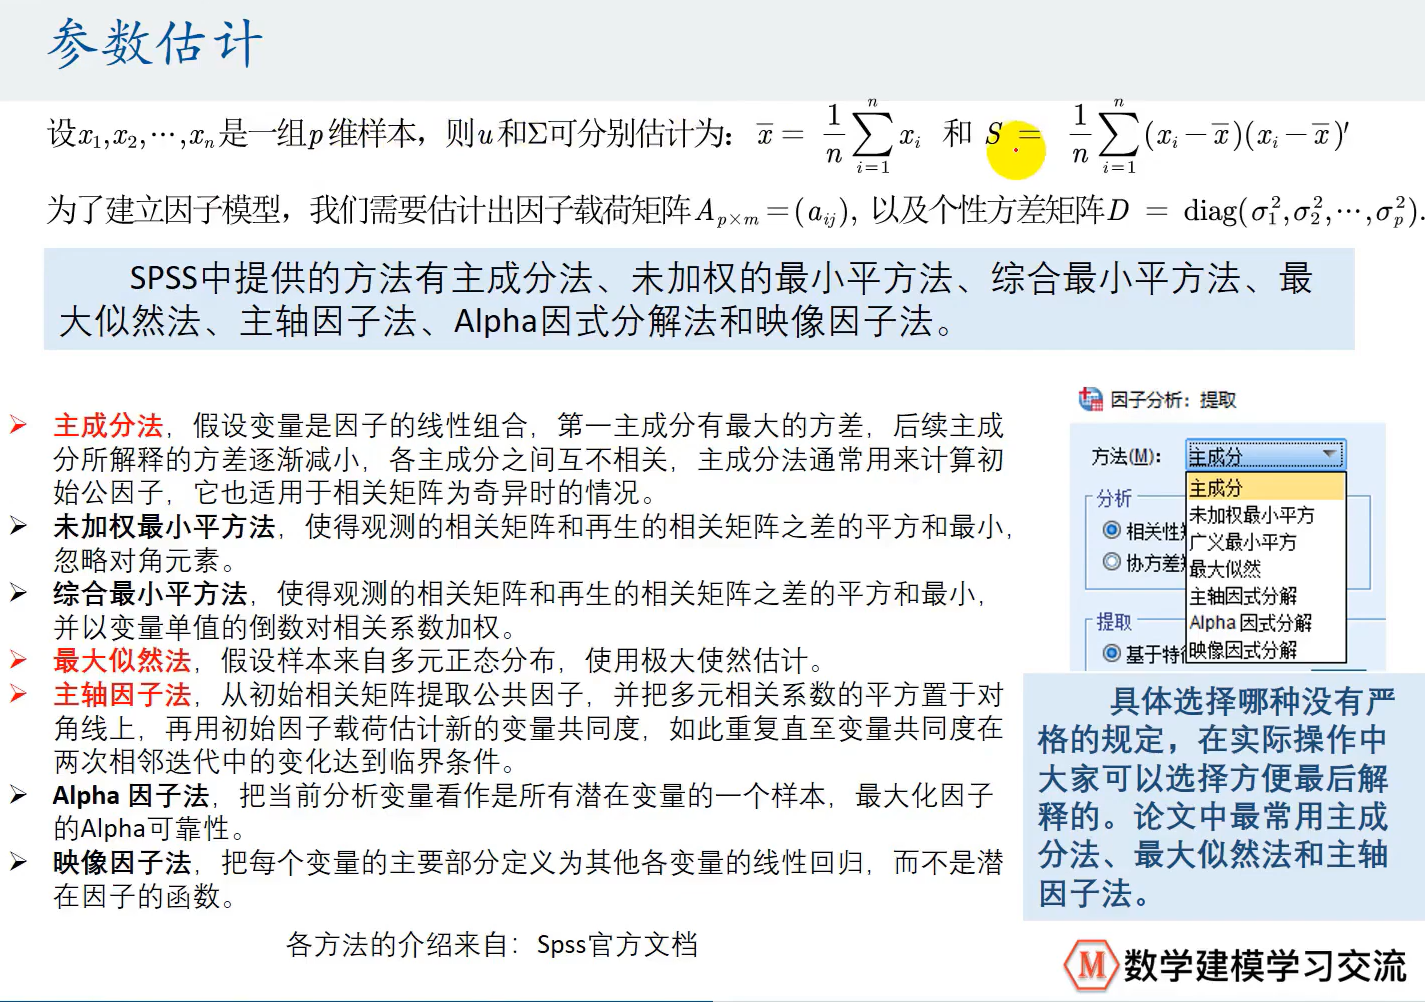 参数估计
设x₁,x₂,⋯,xₙ是一组p维样本，则u和Σ可分别估计为：x̅ = 1/n ∑_{i=1}^{n} xᵢ 和 S = 1/n ∑_{i=1}^{n} (xᵢ−x̅)(xᵢ−x̅)′
为了建立因子模型，我们需要估计出因子载荷矩阵A_{p×m}=(a_{ij}), 以及个性方差矩阵D = diag(σ₁²,σ₂²,⋯,σₚ²).
SPSS中提供的方法有主成分法、未加权的最小平方法、综合最小平方法、最
大似然法、主轴因子法、Alpha因式分解法和映像因子法。
➢ 主成分法，假设变量是因子的线性组合，第一主成分有最大的方差，后续主成
分所解释的方差逐渐减小，各主成分之间互不相关，主成分法通常用来计算初
始公因子，它也适用于相关矩阵为奇异时的情况。
➢ 未加权最小平方法，使得观测的相关矩阵和再生的相关矩阵之差的平方和最小，
忽略对角元素。
➢ 综合最小平方法，使得观测的相关矩阵和再生的相关矩阵之差的平方和最小，
并以变量单值的倒数对相关系数加权。
➢ 最大似然法，假设样本来自多元正态分布，使用极大使然估计。
➢ 主轴因子法，从初始相关矩阵提取公共因子，并把多元相关系数的平方置于对
角线上，再用初始因子载荷估计新的变量共同度，如此重复直至变量共同度在
两次相邻迭代中的变化达到临界条件。
➢ Alpha 因子法，把当前分析变量看作是所有潜在变量的一个样本，最大化因子
的Alpha可靠性。
➢ 映像因子法，把每个变量的主要部分定义为其他各变量的线性回归，而不是潜
在因子的函数。
各方法的介绍来自：Spss官方文档
因子分析：提取
方法(M)： 主成分
主成分
未加权最小平方
广义最小平方
最大似然
主轴因式分解
Alpha 因式分解
映像因式分解
分析
相关性
协方差
提取
基于特
具体选择哪种没有严
格的规定，在实际操作中
大家可以选择方便最后解
释的。论文中最常用主成
分法、最大似然法和主轴
因子法。
M 数学建模学习交流